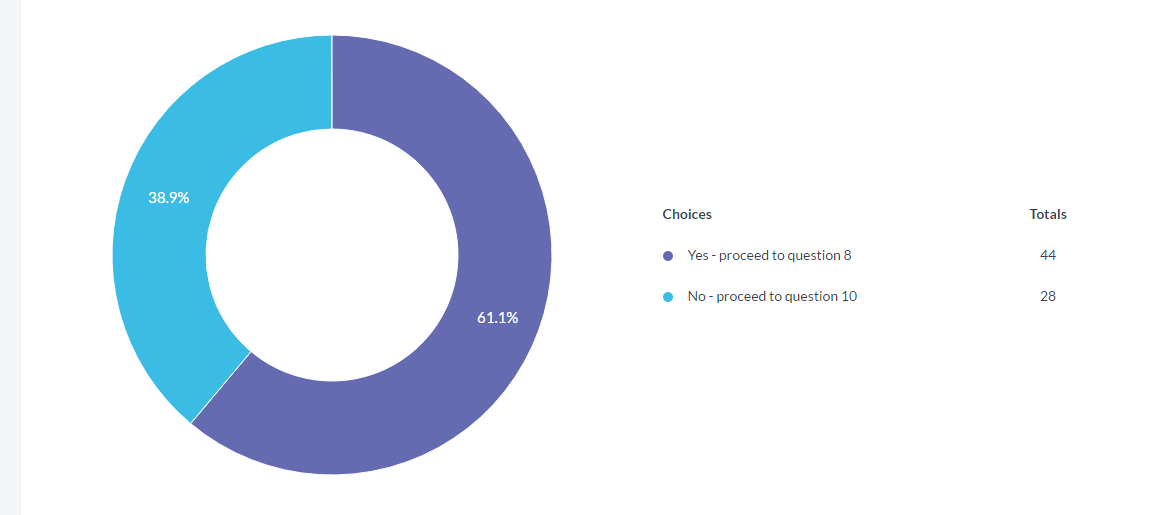 38.9%
61.1%
Choices Totals
Yes - proceed to question 8 44
No - proceed to question 10 28